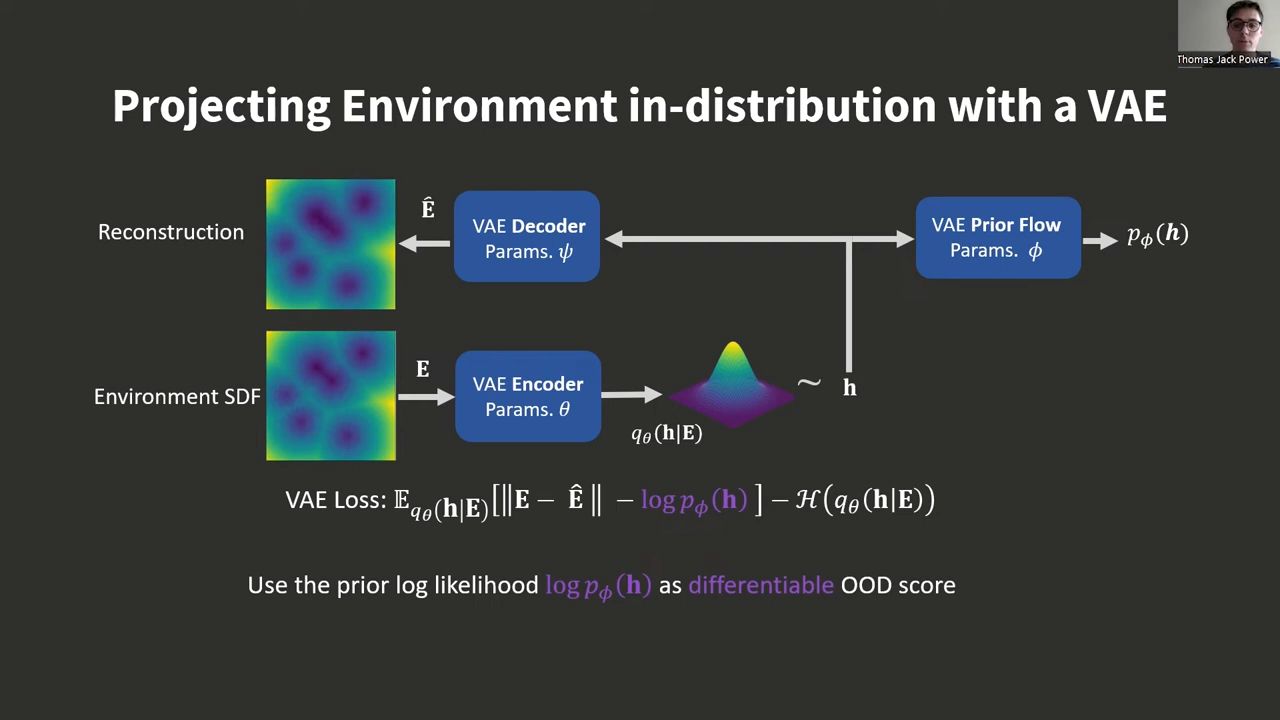 Thomas Jack Power
Projecting Environment in-distribution with a VAE
Reconstruction
Ê
VAE Decoder
Params. ψ
VAE Prior Flow
Params. ϕ
p_ϕ(h)
Environment SDF
E
VAE Encoder
Params. θ
q_θ(h|E)
~
h
VAE Loss: 𝔼_{q_θ(h|E)}[‖E − Ê‖ − log p_ϕ(h)] − ℋ(q_θ(h|E))
Use the prior log likelihood log p_ϕ(h) as differentiable OOD score